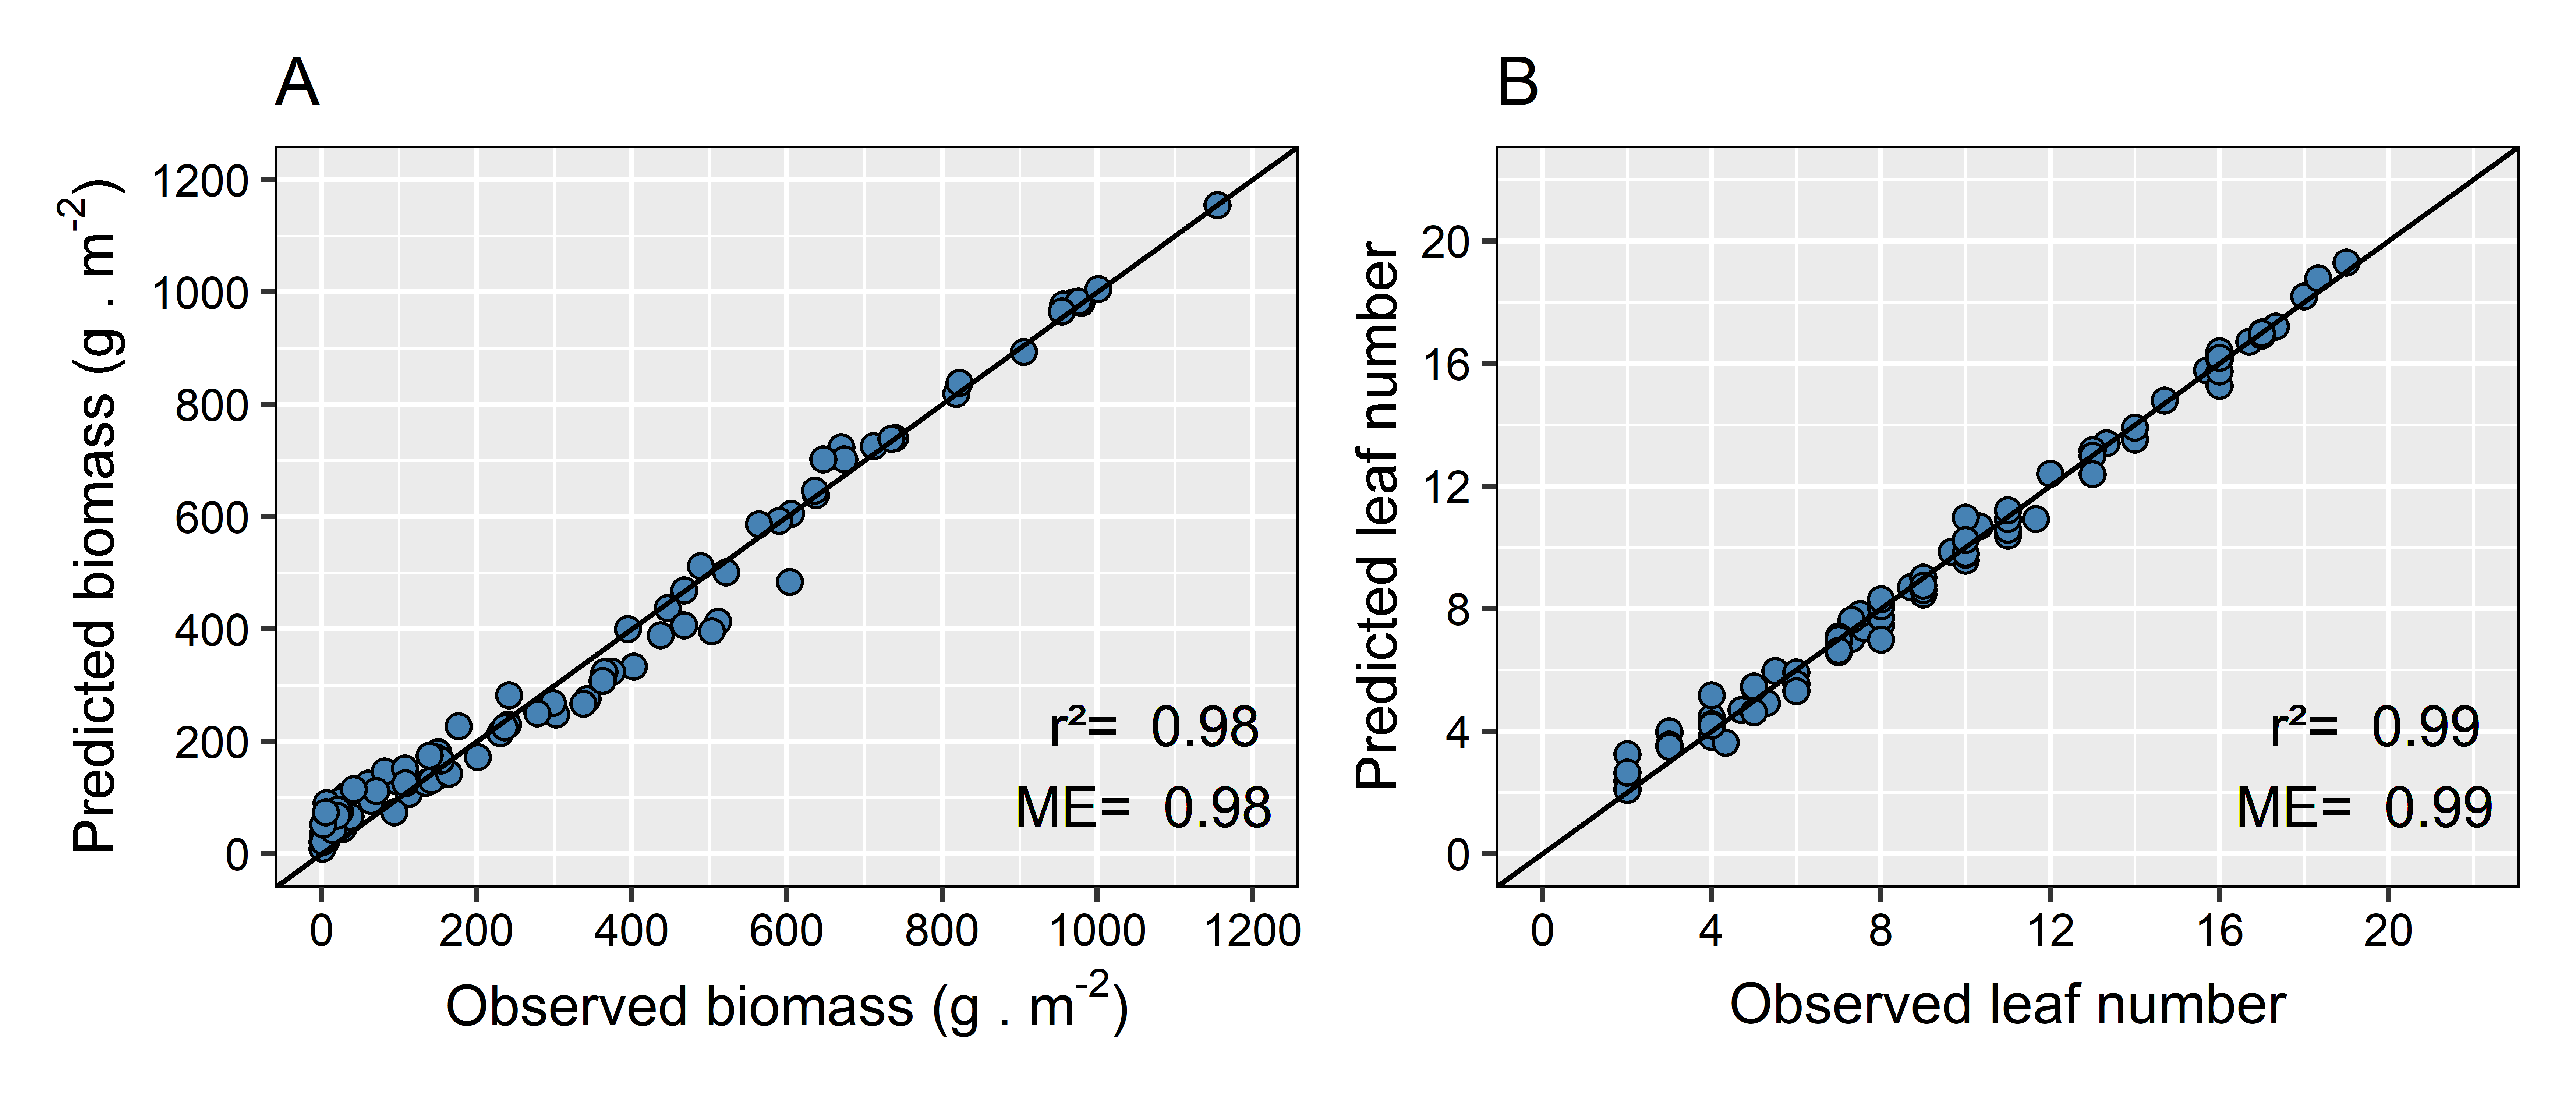 A
Predicted biomass (g . m⁻²)
1200
1000
800
600
400
200
0
r²= 0.98
ME= 0.98
0 200 400 600 800 1000 1200
Observed biomass (g . m⁻²)
B
Predicted leaf number
20
16
12
8
4
0
r²= 0.99
ME= 0.99
0 4 8 12 16 20
Observed leaf number